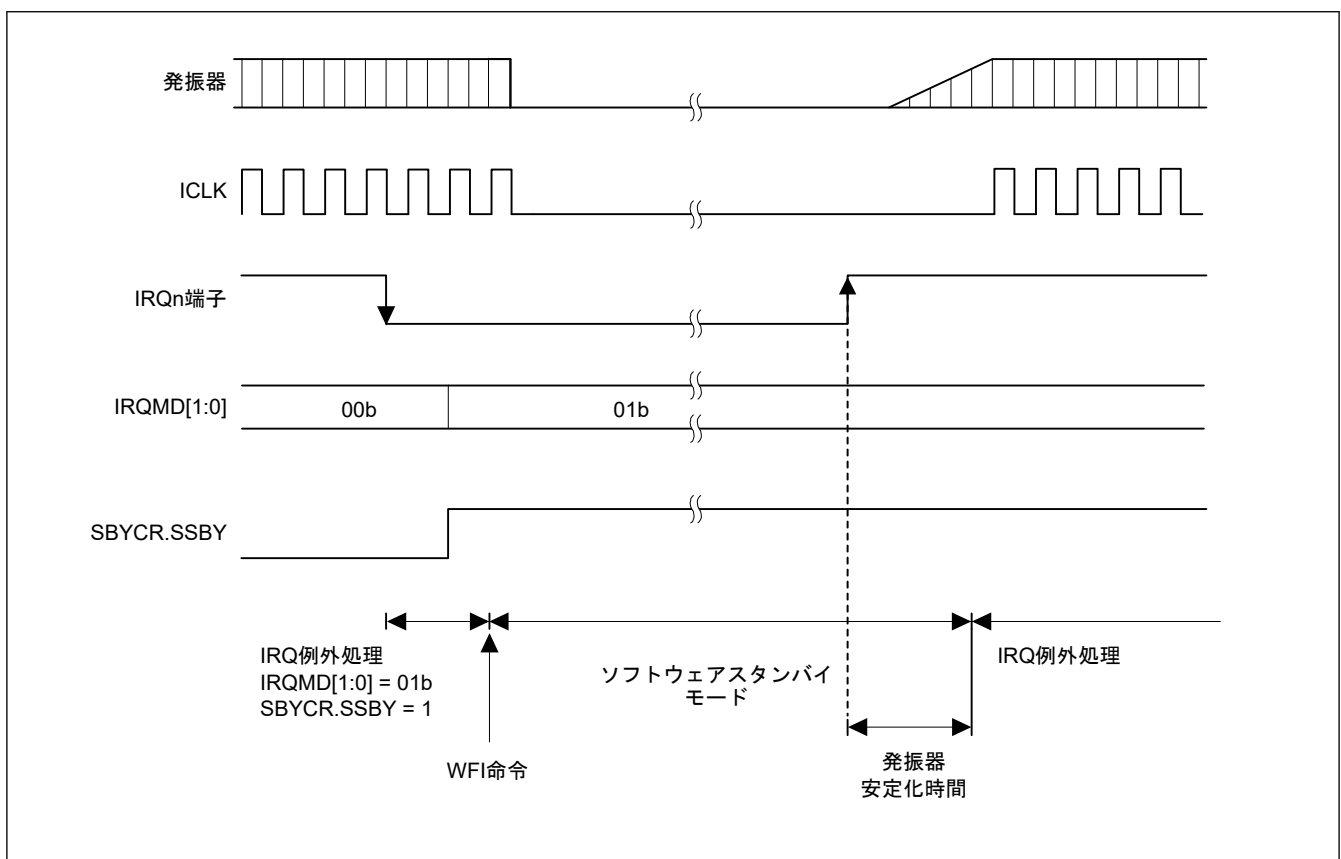 発振器
ICLK
IRQn端子
IRQMD[1:0]
00b
01b
SBYCR.SSBY
IRQ例外処理
IRQMD[1:0] = 01b
SBYCR.SSBY = 1
WFI命令
ソフトウェアスタンバイ
モード
IRQ例外処理
発振器
安定化時間